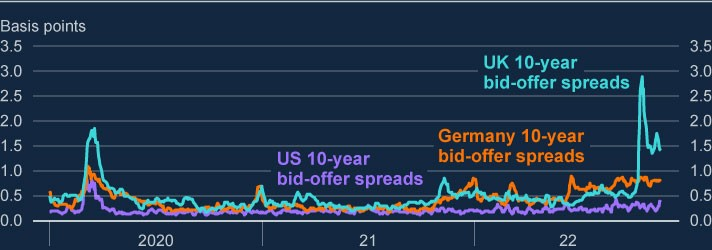 Basis points
3.5 3.5
3.0 3.0
UK 10-year
bid-offer spreads
2.5 2.5
2.0 2.0
Germany 10-year
bid-offer spreads
1.5 1.5
US 10-year
bid-offer spreads
1.0 1.0
0.5 0.5
0.0 0.0
2020 21 22